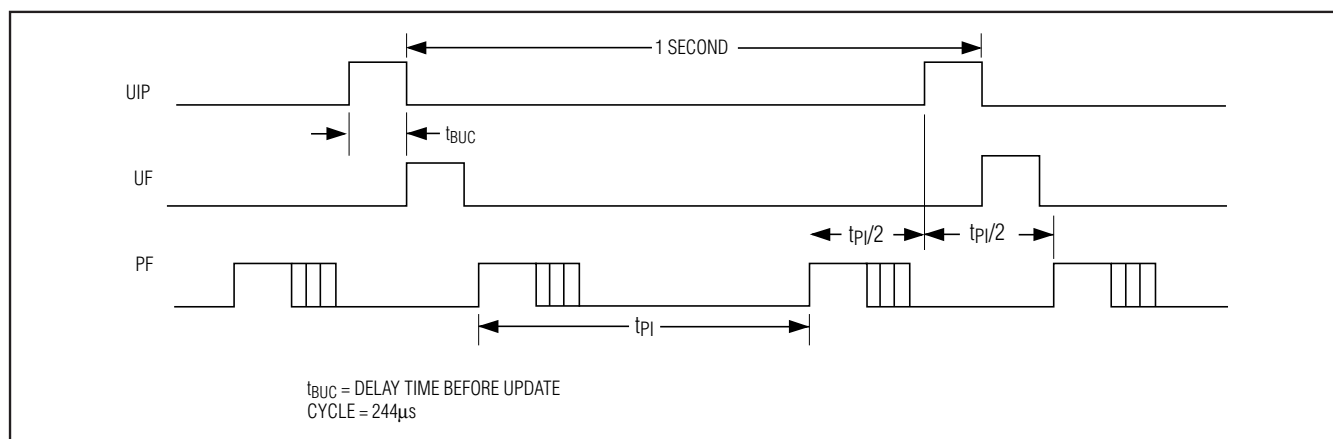 1 SECOND
UIP
tBUC
UF
tPI/2 tPI/2
PF
tPI
tBUC = DELAY TIME BEFORE UPDATE
CYCLE = 244μs